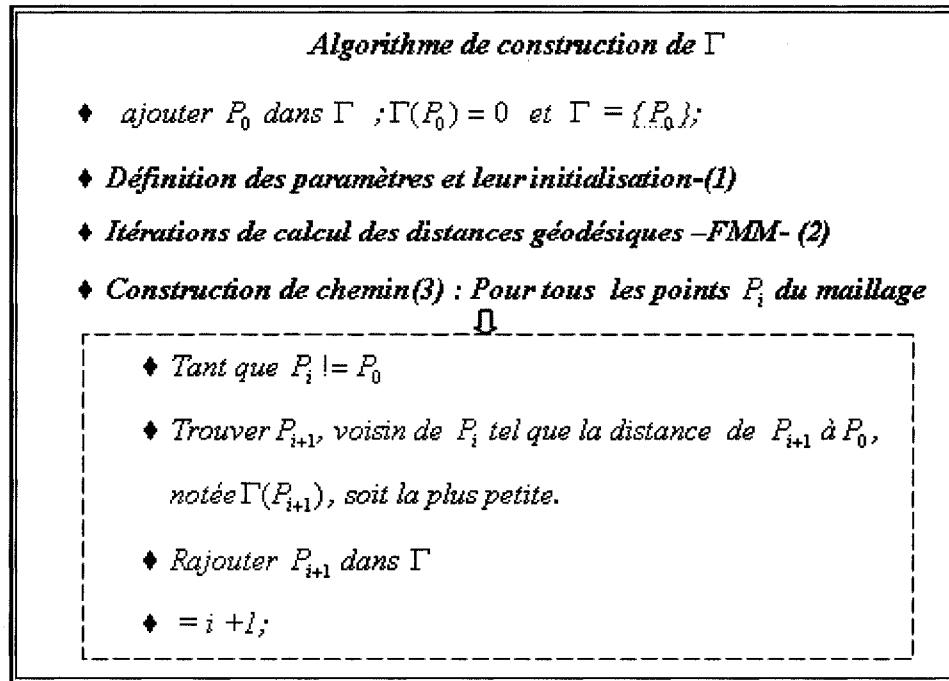 Algorithme de construction de Γ
♦ ajouter P₀ dans Γ ;Γ(P₀) = 0 et Γ = {P₀};
♦ Définition des paramètres et leur initialisation-(1)
♦ Itérations de calcul des distances géodésiques –FMM- (2)
♦ Construction de chemin(3) : Pour tous les points Pᵢ du maillage
⇩
♦ Tant que Pᵢ != P₀
♦ Trouver Pᵢ₊₁, voisin de Pᵢ tel que la distance de Pᵢ₊₁ à P₀,
notée Γ(Pᵢ₊₁), soit la plus petite.
♦ Rajouter Pᵢ₊₁ dans Γ
♦ = i +1;